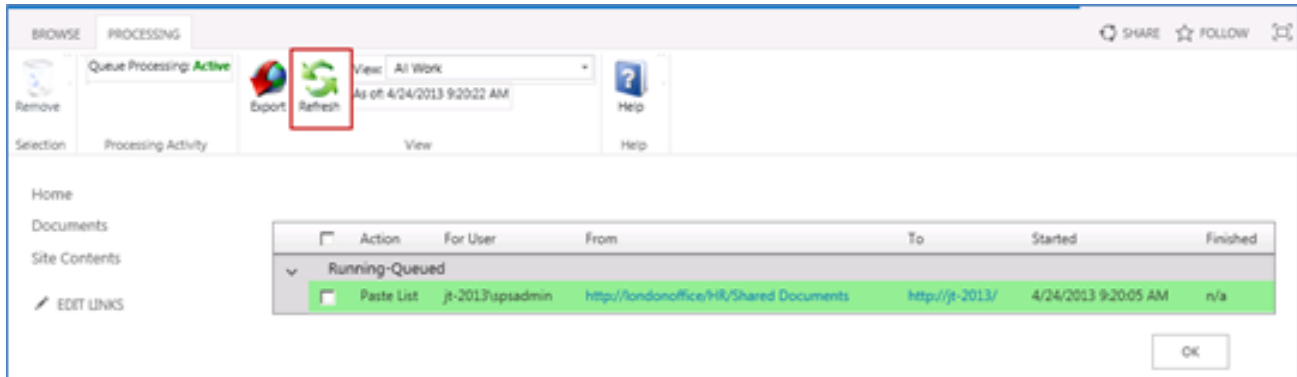 BROWSE PROCESSING SHARE FOLLOW
Queue Processing: Active
View: All Work
As of: 4/24/2013 9:20:22 AM
Remove Export Refresh Help
Selection Processing Activity View Help
Home
Documents
Site Contents
EDIT LINKS
Action For User From To Started Finished
Running-Queued
Paste List jt-2013\spsadmin http://londonoffice/HR/Shared Documents http://jt-2013/ 4/24/2013 9:20:05 AM n/a
OK